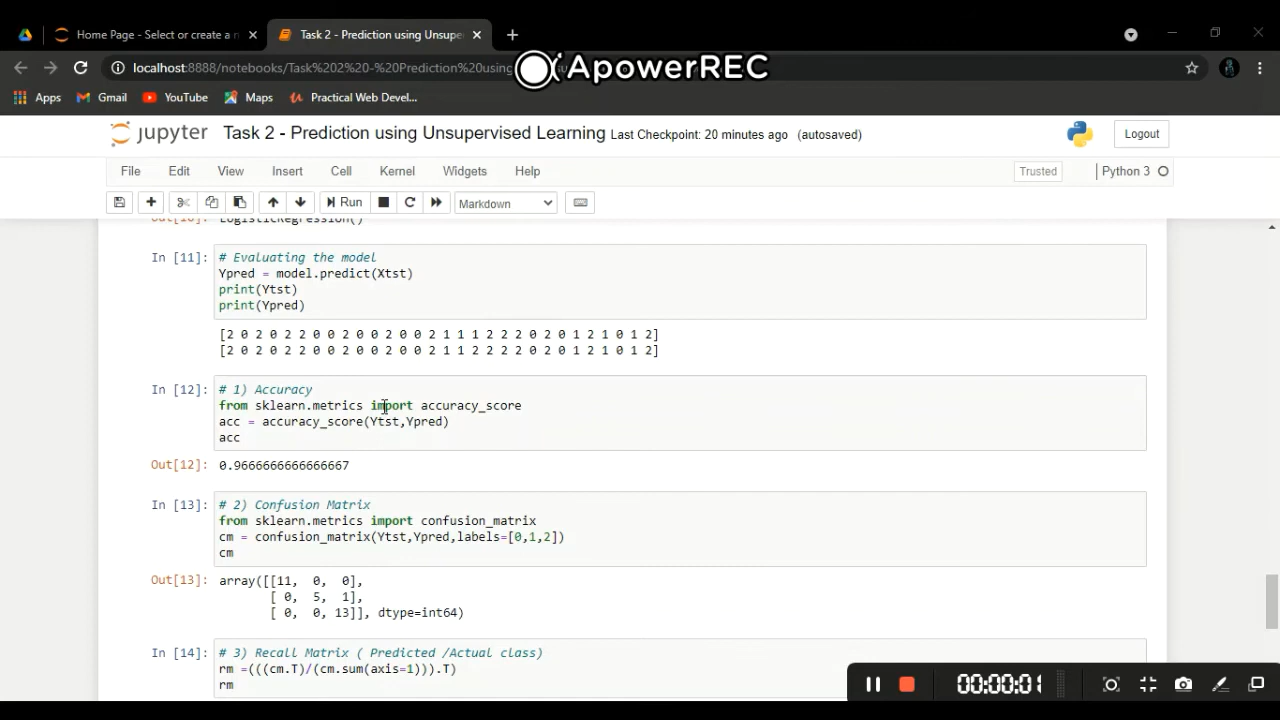 Home Page - Select or create a n
Task 2 - Prediction using Unsupe
ApowerREC
localhost:8888/notebooks/Task%202%20-%20Prediction%20using
Apps Gmail YouTube Maps Practical Web Devel...
jupyter Task 2 - Prediction using Unsupervised Learning Last Checkpoint: 20 minutes ago (autosaved) Logout
File Edit View Insert Cell Kernel Widgets Help Trusted Python 3
Run Markdown
LogisticRegression()
In [11]: # Evaluating the model
Ypred = model.predict(Xtst)
print(Ytst)
print(Ypred)
[2 0 2 0 2 2 0 0 2 0 0 2 0 0 2 1 1 1 2 2 2 0 2 0 1 2 1 0 1 2]
[2 0 2 0 2 2 0 0 2 0 0 2 0 0 2 1 1 2 2 2 2 0 2 0 1 2 1 0 1 2]
In [12]: # 1) Accuracy
from sklearn.metrics import accuracy_score
acc = accuracy_score(Ytst,Ypred)
acc
Out[12]: 0.9666666666666667
In [13]: # 2) Confusion Matrix
from sklearn.metrics import confusion_matrix
cm = confusion_matrix(Ytst,Ypred,labels=[0,1,2])
cm
Out[13]: array([[11, 0, 0],
[ 0, 5, 1],
[ 0, 0, 13]], dtype=int64)
In [14]: # 3) Recall Matrix ( Predicted /Actual class)
rm =(((cm.T)/(cm.sum(axis=1))).T)
rm
00:00:01